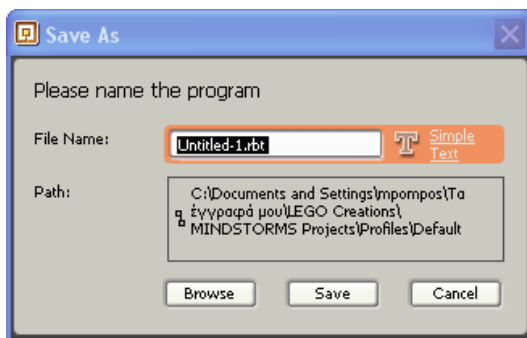 Save As
Please name the program
File Name:
Untitled-1.rbt
Simple
Text
Path:
C:\Documents and Settings\mpompos\Τα
έγγραφά μου\LEGO Creations\
MINDSTORMS Projects\Profiles\Default
Browse
Save
Cancel